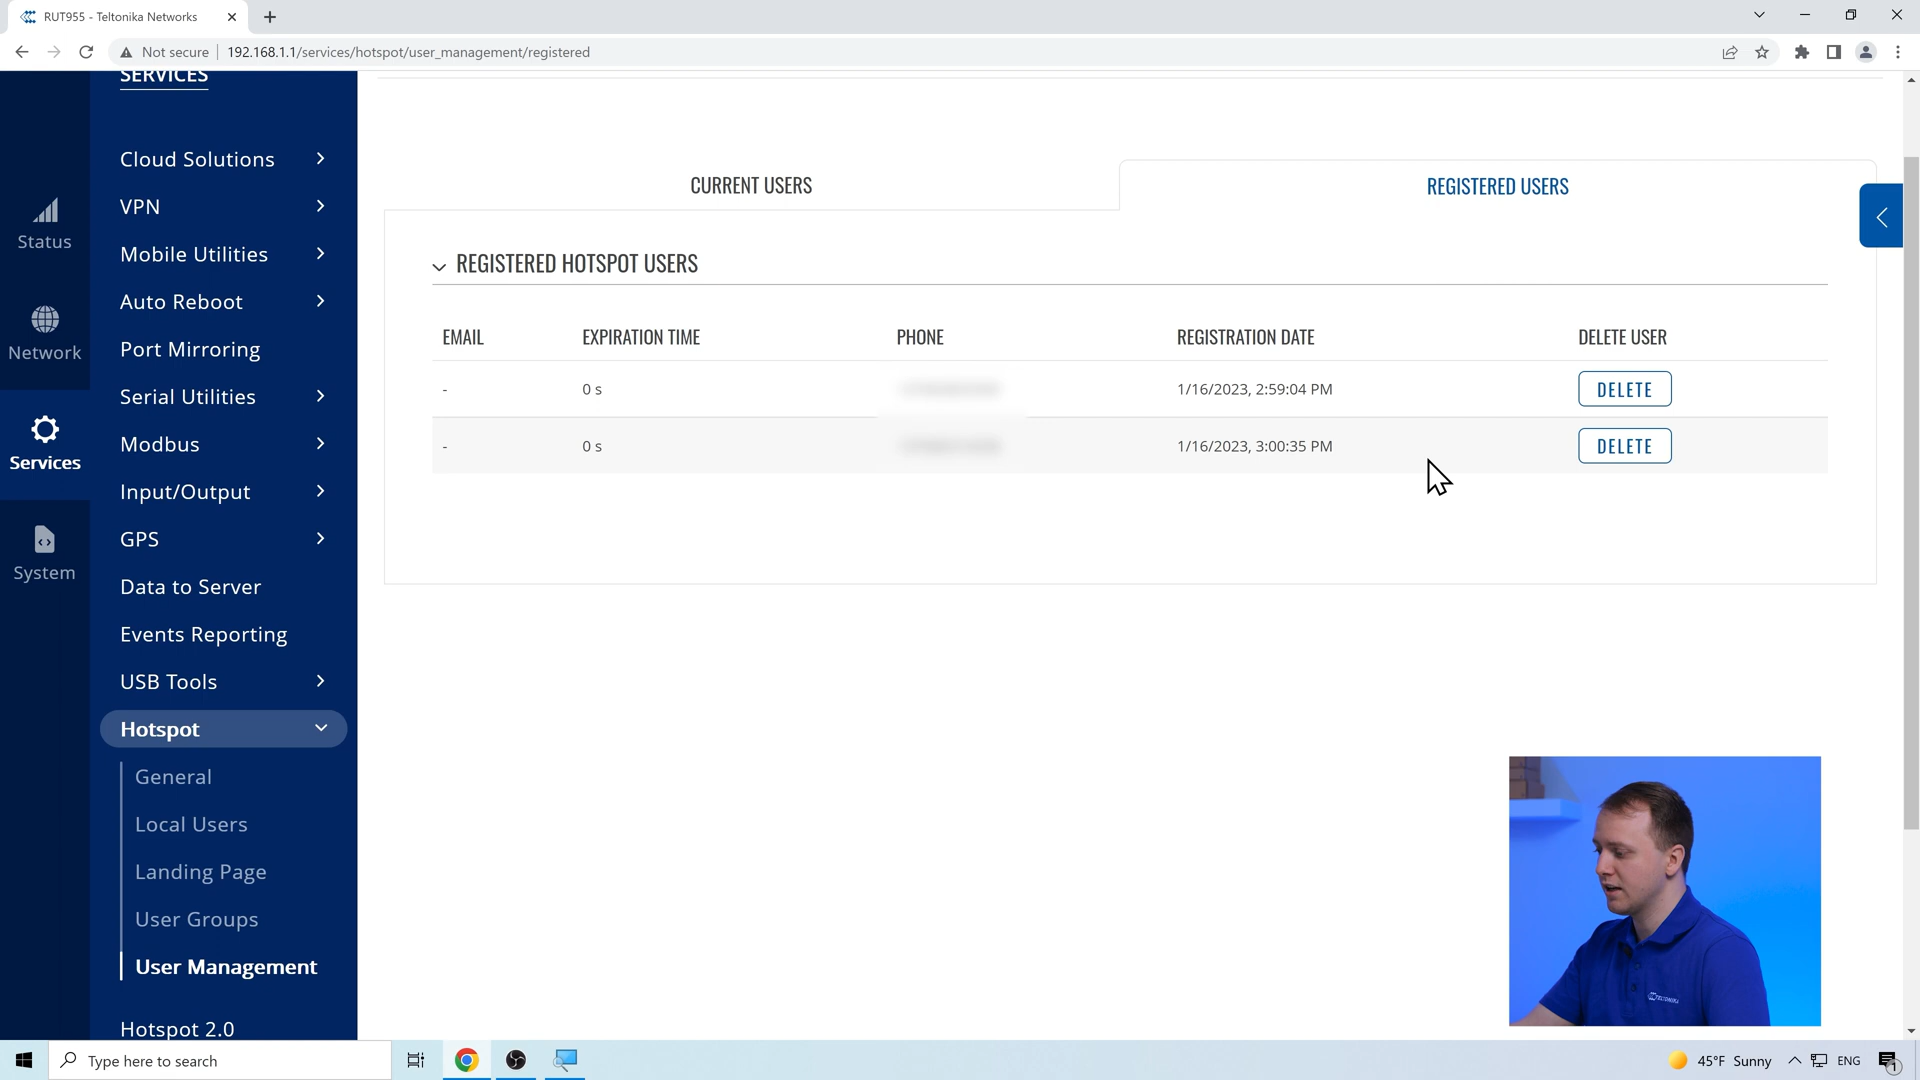 RUT955 - Teltonika Networks
Not secure
192.168.1.1/services/hotspot/user_management/registered
SERVICES
Status
Network
Services
System
Cloud Solutions
VPN
Mobile Utilities
Auto Reboot
Port Mirroring
Serial Utilities
Modbus
Input/Output
GPS
Data to Server
Events Reporting
USB Tools
Hotspot
General
Local Users
Landing Page
User Groups
User Management
Hotspot 2.0
CURRENT USERS
REGISTERED USERS
REGISTERED HOTSPOT USERS
EMAIL EXPIRATION TIME PHONE REGISTRATION DATE DELETE USER
- 0 s 1/16/2023, 2:59:04 PM DELETE
- 0 s 1/16/2023, 3:00:35 PM DELETE
TELTONIKA
Type here to search
45°F Sunny
ENG
1